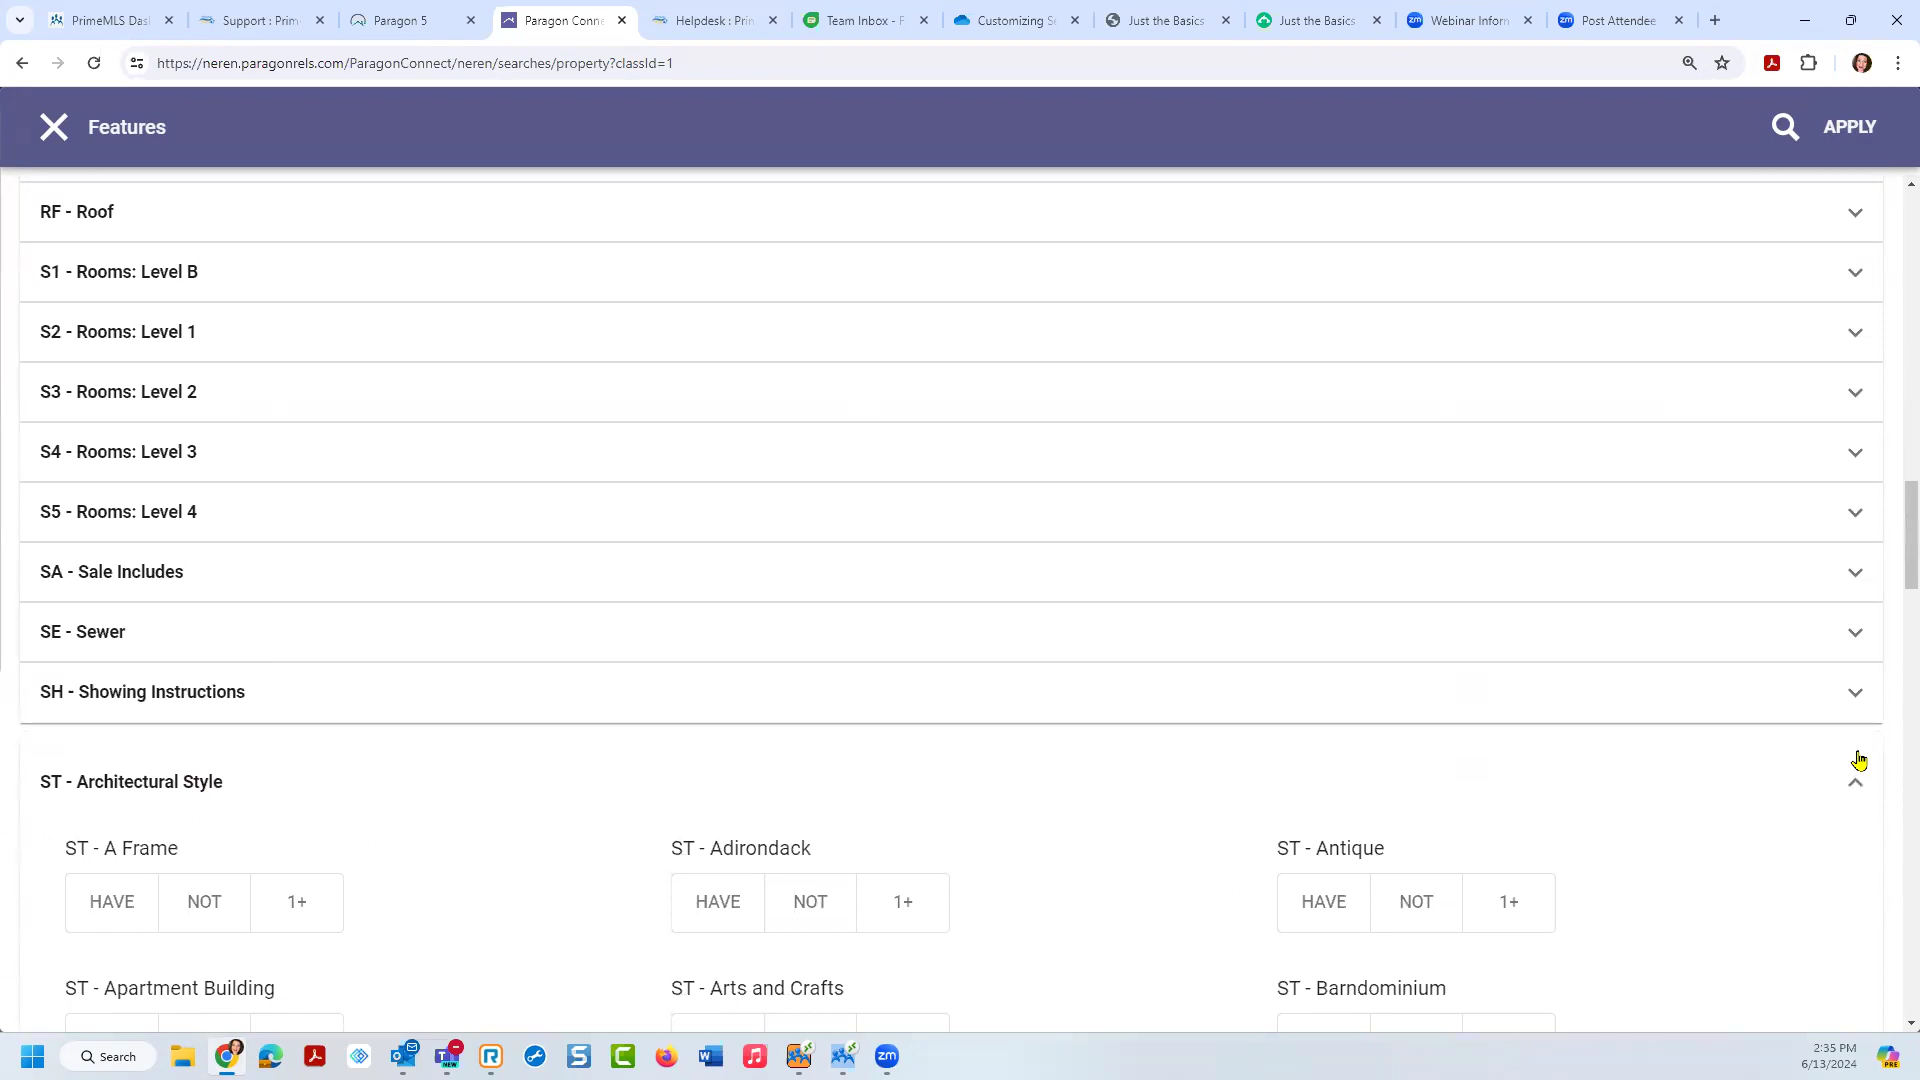 PrimeMLS Das
Support : Prim
Paragon 5
Paragon Conne
Helpdesk : Prim
Team Inbox - F
Customizing Se
Just the Basics
Just the Basics
Webinar Inform
Post Attendee
https://neren.paragonrels.com/ParagonConnect/neren/searches/property?classId=1
Features
APPLY
RF - Roof
S1 - Rooms: Level B
S2 - Rooms: Level 1
S3 - Rooms: Level 2
S4 - Rooms: Level 3
S5 - Rooms: Level 4
SA - Sale Includes
SE - Sewer
SH - Showing Instructions
ST - Architectural Style
ST - A Frame
ST - Adirondack
ST - Antique
HAVE NOT 1+
HAVE NOT 1+
HAVE NOT 1+
ST - Apartment Building
ST - Arts and Crafts
ST - Barndominium
Search
zm
2:35 PM
6/13/2024